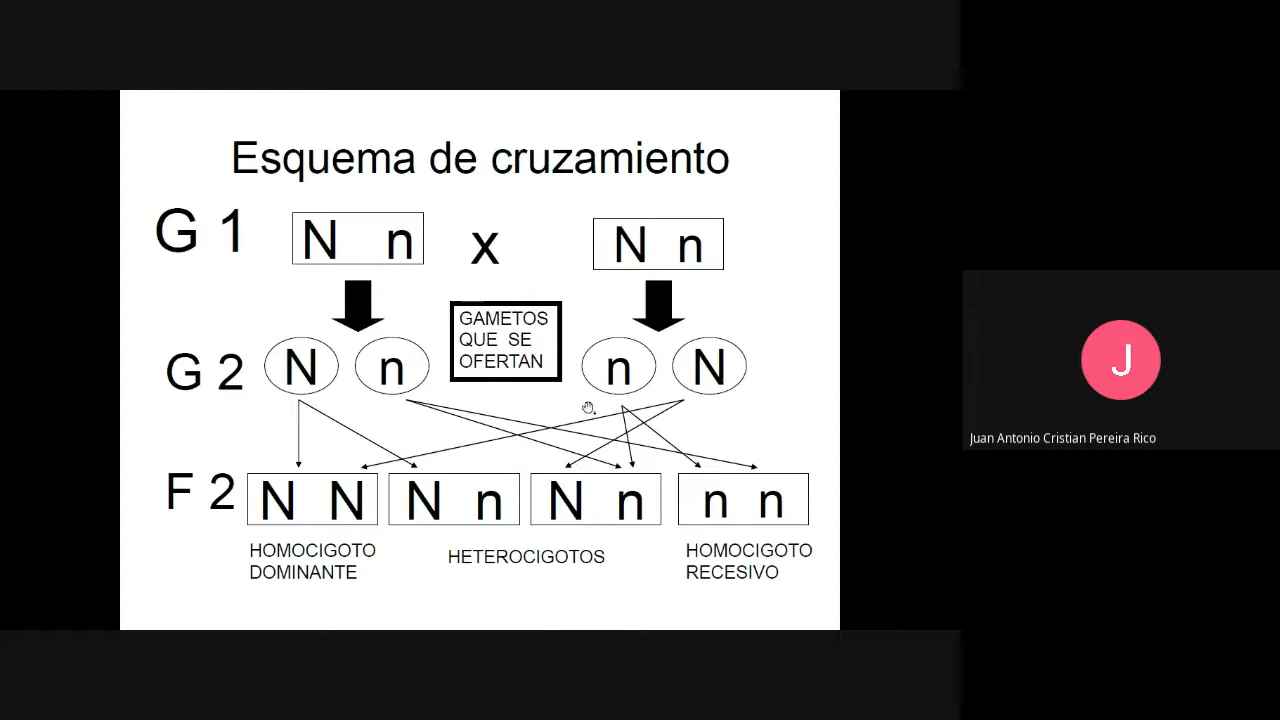 Esquema de cruzamiento
G 1
N n
x
N n
GAMETOS
QUE SE
OFERTAN
G 2
N
n
n
N
F 2
N N
N n
N n
n n
HOMOCIGOTO
DOMINANTE
HETEROCIGOTOS
HOMOCIGOTO
RECESIVO
J
Juan Antonio Cristian Pereira Rico